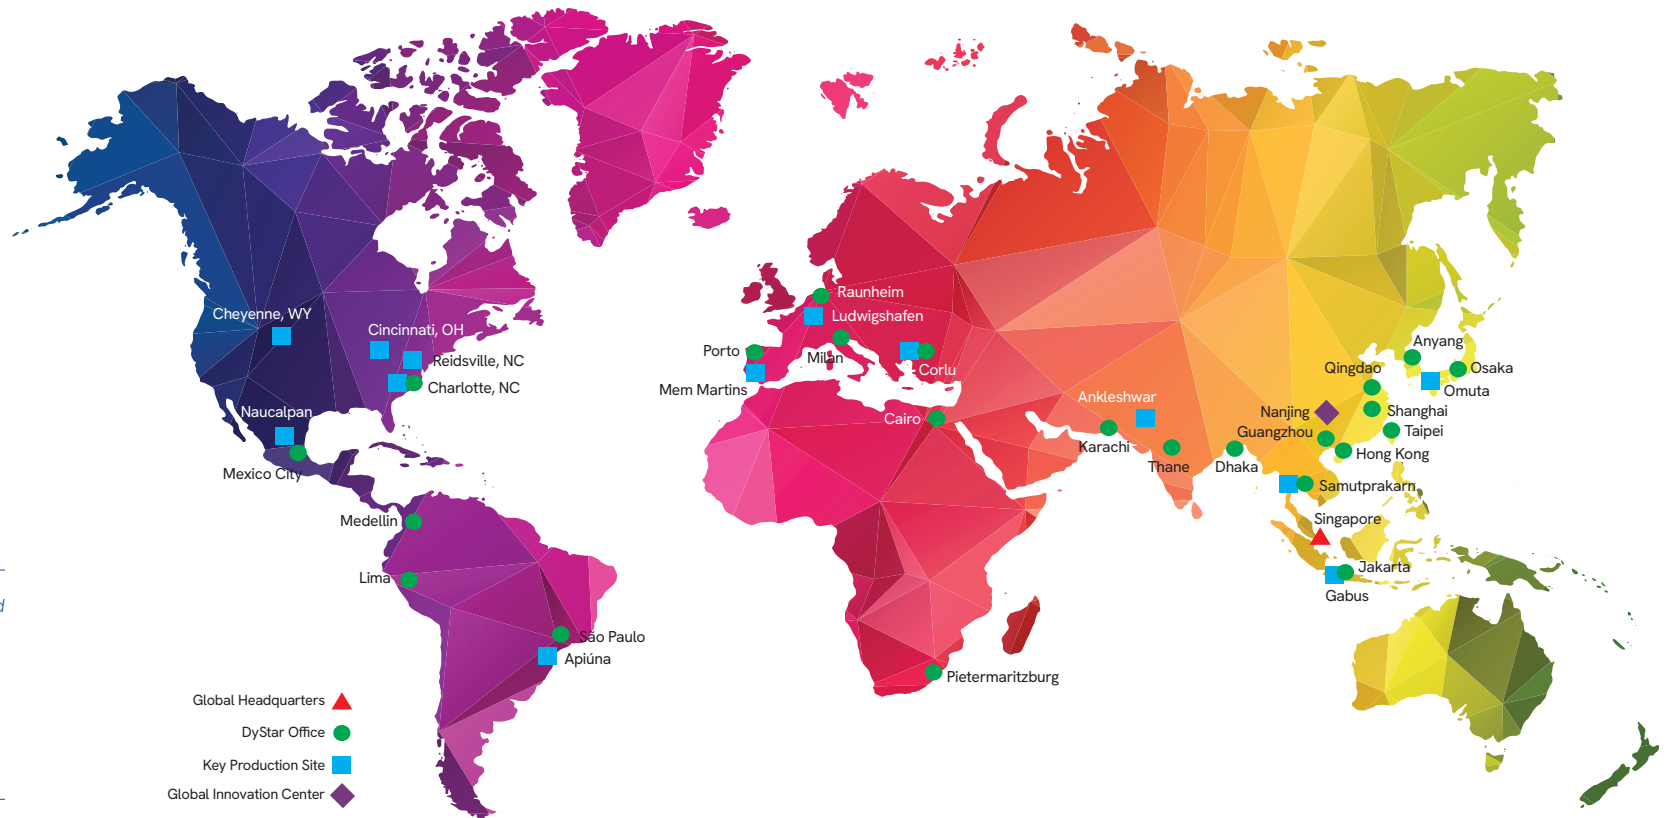 Cheyenne, WY
Cincinnati, OH
Reidsville, NC
Charlotte, NC
Naucalpan
Mexico City
Medellin
Lima
São Paulo
Apiúna
Raunheim
Ludwigshafen
Porto
Milan
Mem Martins
Corlu
Cairo
Pietermaritzburg
Ankleshwar
Karachi
Thane
Dhaka
Anyang
Qingdao
Osaka
Omuta
Nanjing
Shanghai
Guangzhou
Taipei
Hong Kong
Samutprakarn
Singapore
Jakarta
Gabus
d
Global Headquarters
DyStar Office
Key Production Site
Global Innovation Center